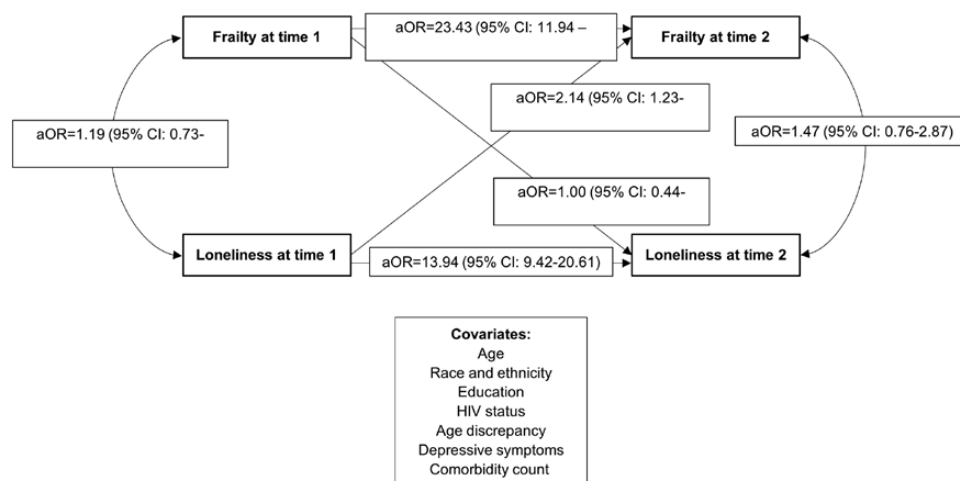 Frailty at time 1
aOR=23.43 (95% CI: 11.94 –
Frailty at time 2
aOR=2.14 (95% CI: 1.23-
aOR=1.19 (95% CI: 0.73-
aOR=1.47 (95% CI: 0.76-2.87)
aOR=1.00 (95% CI: 0.44-
Loneliness at time 1
aOR=13.94 (95% CI: 9.42-20.61)
Loneliness at time 2
Covariates:
Age
Race and ethnicity
Education
HIV status
Age discrepancy
Depressive symptoms
Comorbidity count